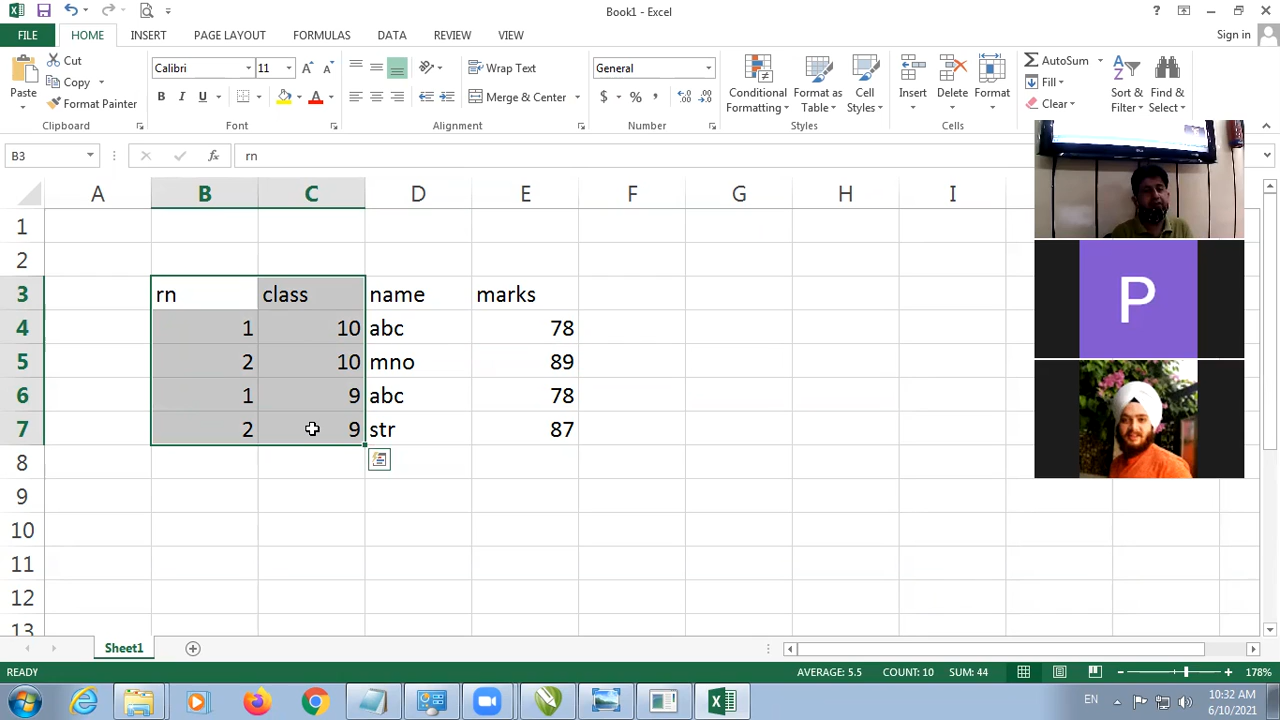 Book1 - Excel
?
FILE HOME INSERT PAGE LAYOUT FORMULAS DATA REVIEW VIEW
Sign in
Paste
Cut
Copy
Format Painter
Clipboard
Calibri 11
B I U
A A
A
Font
Wrap Text
Merge & Center
Alignment
General
$ % ,
Number
Conditional Formatting
Format as Table
Cell Styles
Styles
Insert
Delete
Format
Cells
AutoSum
Fill
Clear
Sort & Filter
Find & Select
B3 fx rn
A B C D E F G H I
1
2
3 rn class name marks
4 1 10 abc 78
5 2 10 mno 89
6 1 9 abc 78
7 2 9 str 87
8
9
10
11
12
13
P
Sheet1
READY AVERAGE: 5.5 COUNT: 10 SUM: 44 178%
EN 10:32 AM
6/10/2021